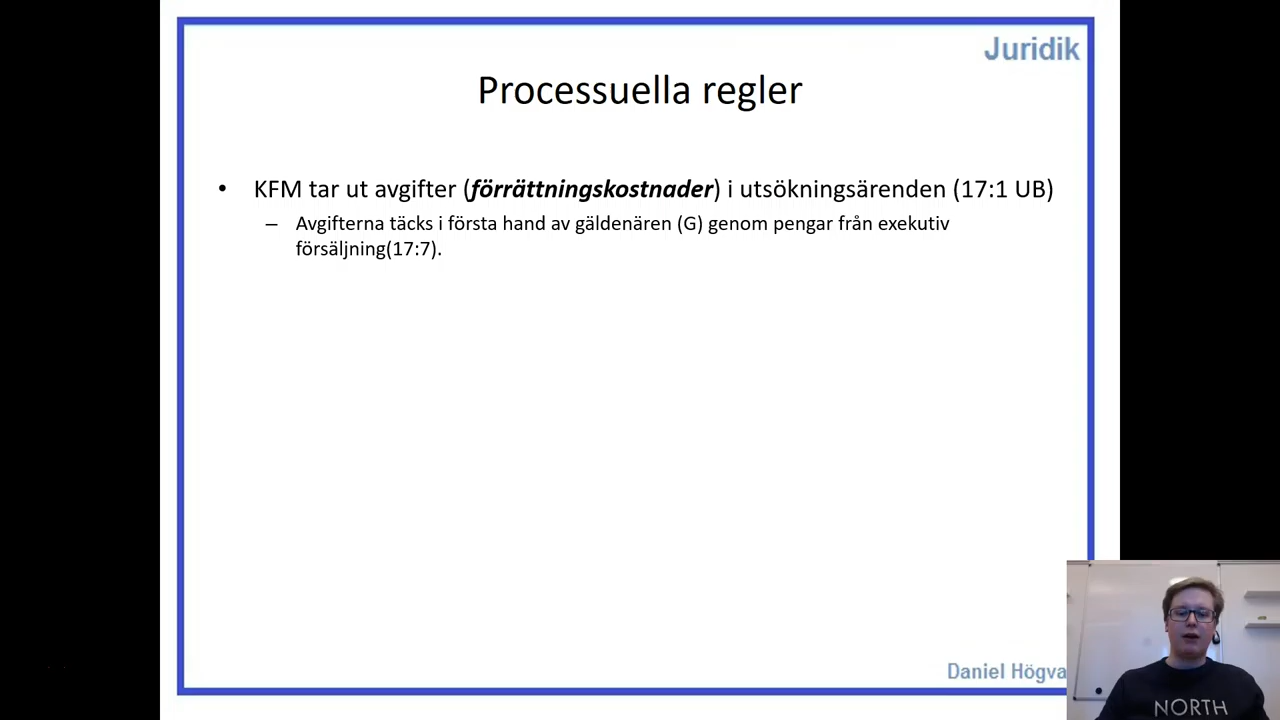 Juridik
Processuella regler
• KFM tar ut avgifter (förrättningskostnader) i utsökningsärenden (17:1 UB)
– Avgifterna täcks i första hand av gäldenären (G) genom pengar från exekutiv
försäljning(17:7).
Daniel Högva
NORTH